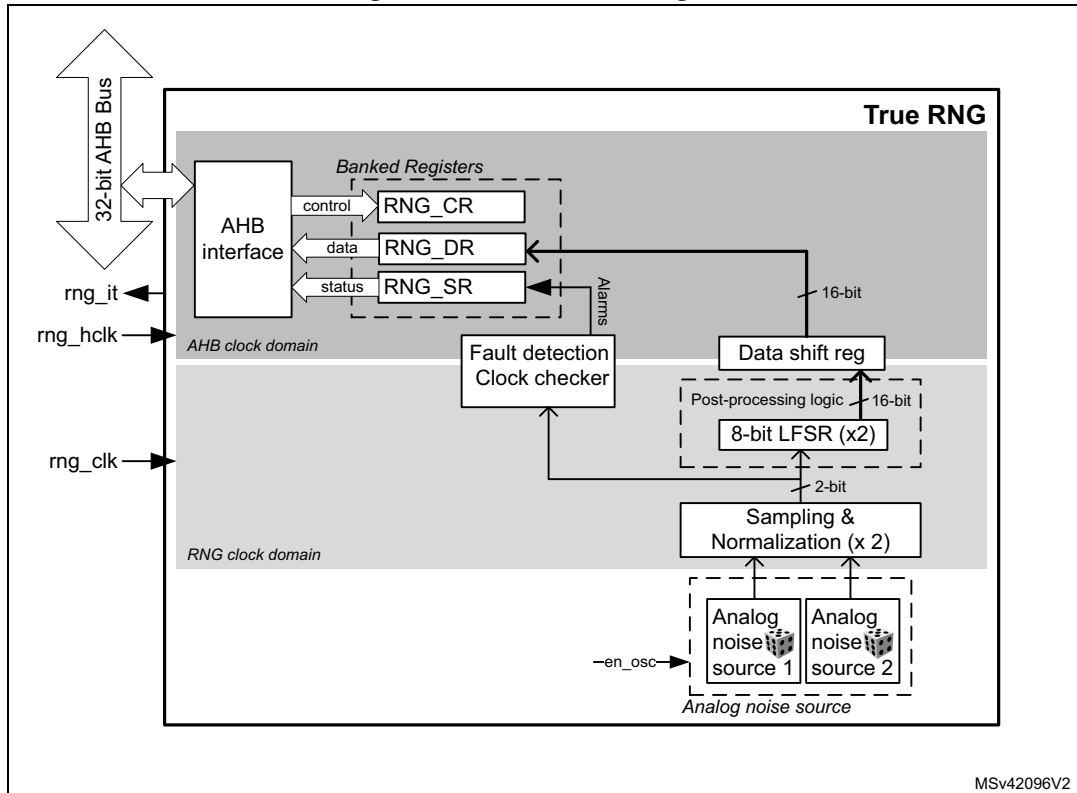 32-bit AHB Bus
True RNG
Banked Registers
AHB
interface
control
RNG_CR
data
RNG_DR
status
RNG_SR
Alarms
16-bit
rng_it
rng_hclk
AHB clock domain
Fault detection
Clock checker
Data shift reg
Post-processing logic
16-bit
8-bit LFSR (x2)
rng_clk
2-bit
Sampling &
Normalization (x 2)
RNG clock domain
Analog
noise
source 1
Analog
noise
source 2
en_osc
Analog noise source
MSv42096V2